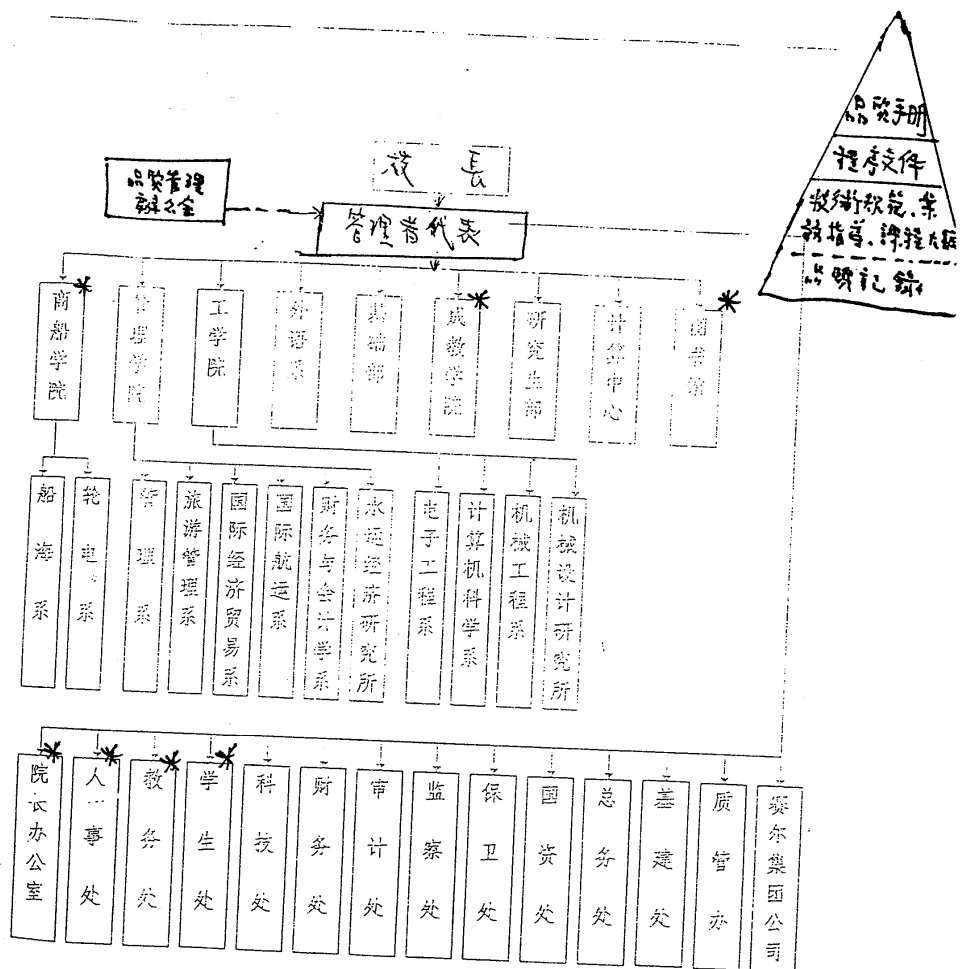 品质手册
程序文件
品质管理
校 長
管理者代表
技術規範、業
務指導、課程大綱
品質記錄
商船学院
管理学院
工学院
外语系
基础部
成教学院
研究生部
计算中心
图书馆
船海系
轮电系
管理系
旅游管理系
国际经济贸易系
国际航运系
财务与会计学系
水运经济研究所
电子工程系
计算机科学系
机械工程系
机械设计研究所
院长办公室
人事处
教务处
学生处
科技处
财务处
审计处
监察处
保卫处
国资处
总务处
基建处
质管办
赛尔集团公司